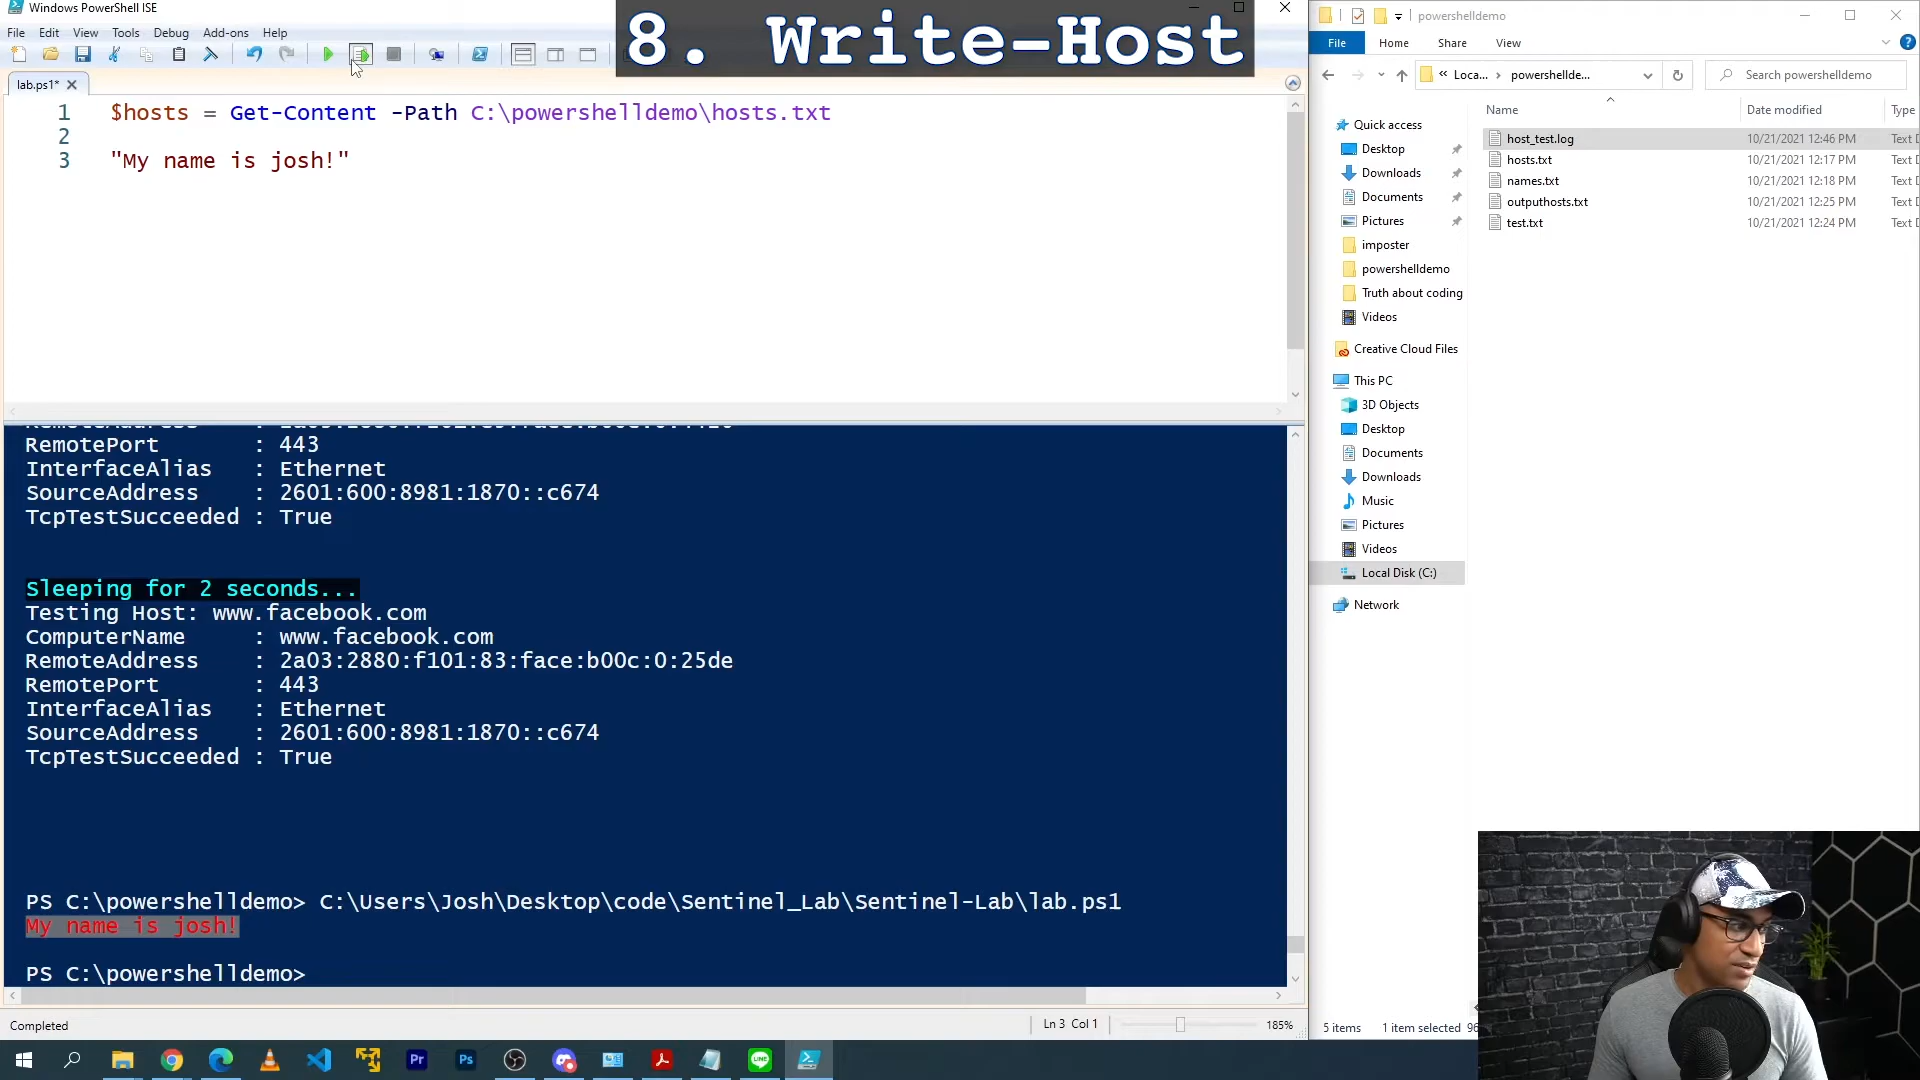 Windows PowerShell ISE
8. Write-Host
File Edit View Tools Debug Add-ons Help
lab.ps1*
1 $hosts = Get-Content -Path C:\powershelldemo\hosts.txt
2
3 "My name is josh!"
RemotePort : 443
InterfaceAlias : Ethernet
SourceAddress : 2601:600:8981:1870::c674
TcpTestSucceeded : True
Sleeping for 2 seconds...
Testing Host: www.facebook.com
ComputerName : www.facebook.com
RemoteAddress : 2a03:2880:f101:83:face:b00c:0:25de
RemotePort : 443
InterfaceAlias : Ethernet
SourceAddress : 2601:600:8981:1870::c674
TcpTestSucceeded : True
PS C:\powershelldemo> C:\Users\Josh\Desktop\code\Sentinel_Lab\Sentinel-Lab\lab.ps1
My name is josh!
PS C:\powershelldemo>
Completed
Ln 3 Col 1
185%
powershelldemo
File Home Share View
« Loca... › powershellde...
Search powershelldemo
Name Date modified Type
host_test.log 10/21/2021 12:46 PM Text D
hosts.txt 10/21/2021 12:17 PM Text D
names.txt 10/21/2021 12:18 PM Text D
outputhosts.txt 10/21/2021 12:25 PM Text D
test.txt 10/21/2021 12:24 PM Text D
Quick access
Desktop
Downloads
Documents
Pictures
imposter
powershelldemo
Truth about coding
Videos
Creative Cloud Files
This PC
3D Objects
Desktop
Documents
Downloads
Music
Pictures
Videos
Local Disk (C:)
Network
5 items 1 item selected 96
Pr
Ps
LINE